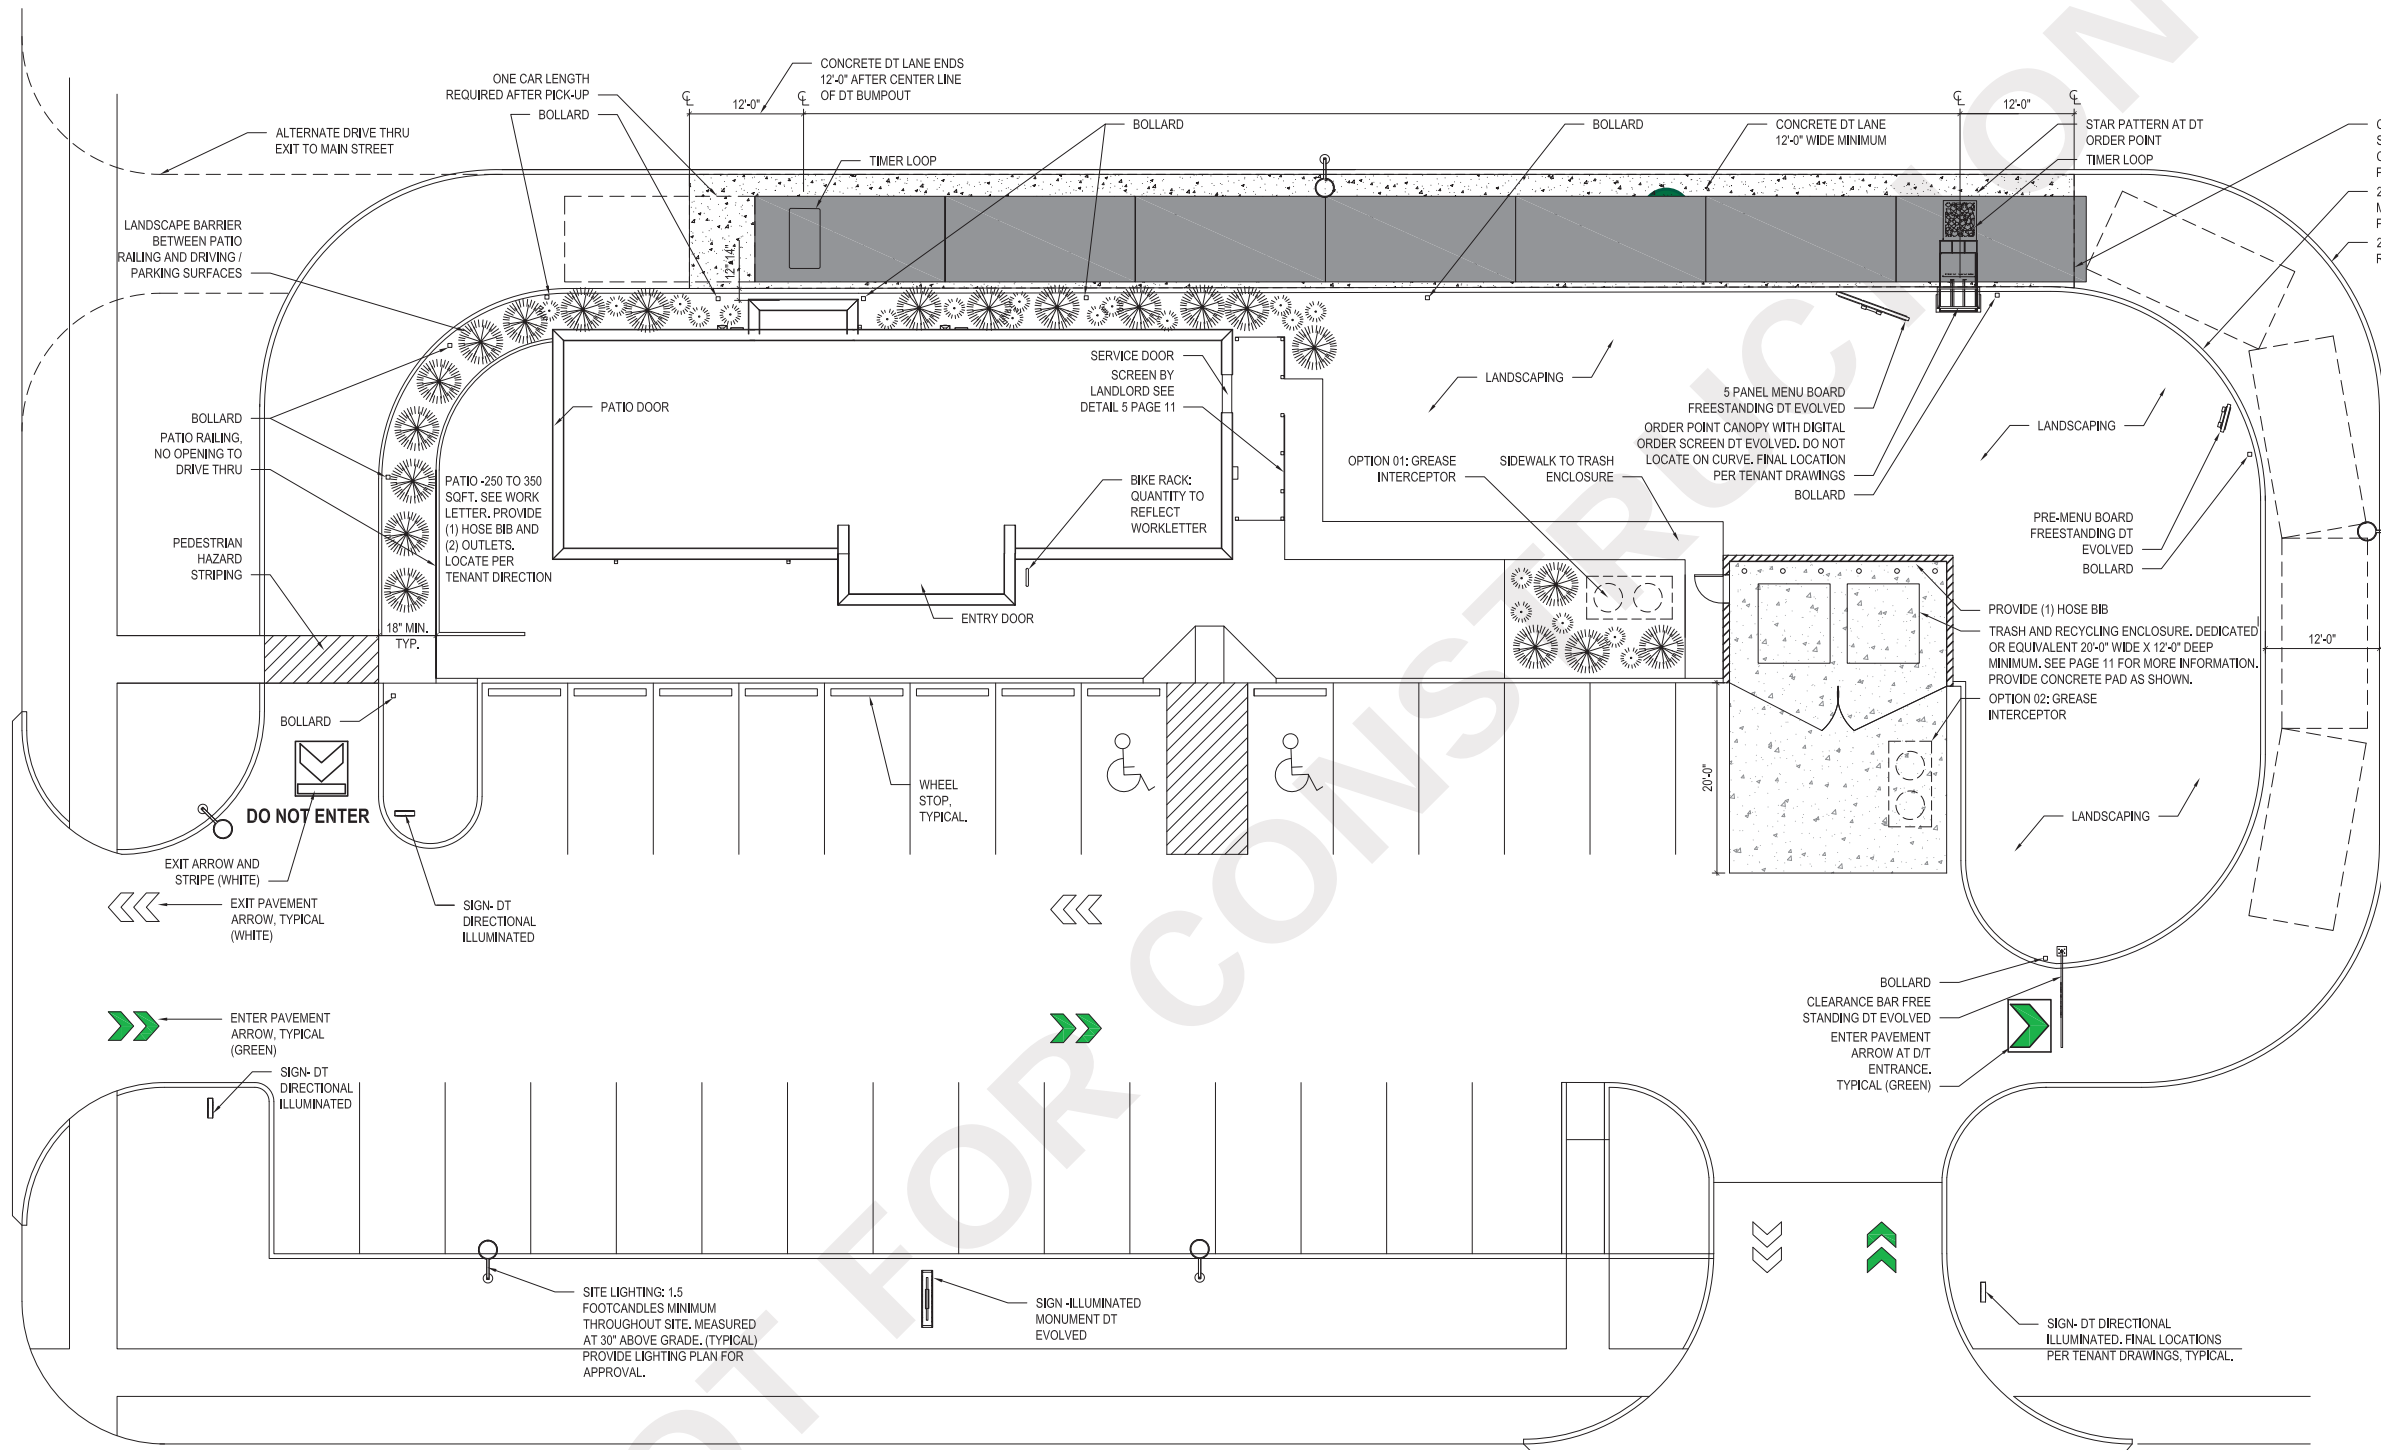 CONCRETE DT LANE ENDS
12'-0" AFTER CENTER LINE
OF DT BUMPOUT
ONE CAR LENGTH
REQUIRED AFTER PICK-UP
BOLLARD
12'-0"
BOLLARD
BOLLARD
CONCRETE DT LANE
12'-0" WIDE MINIMUM
12'-0"
STAR PATTERN AT DT
ORDER POINT
TIMER LOOP
ALTERNATE DRIVE THRU
EXIT TO MAIN STREET
TIMER LOOP
LANDSCAPE BARRIER
BETWEEN PATIO
RAILING AND DRIVING /
PARKING SURFACES
BOLLARD
PATIO RAILING,
NO OPENING TO
DRIVE THRU
PEDESTRIAN
HAZARD
STRIPING
18" MIN.
TYP.
PATIO DOOR
PATIO -250 TO 350
SQFT. SEE WORK
LETTER. PROVIDE
(1) HOSE BIB AND
(2) OUTLETS.
LOCATE PER
TENANT DIRECTION
SERVICE DOOR
SCREEN BY
LANDLORD SEE
DETAIL 5 PAGE 11
BIKE RACK:
QUANTITY TO
REFLECT
WORKLETTER
ENTRY DOOR
LANDSCAPING
OPTION 01: GREASE
INTERCEPTOR
SIDEWALK TO TRASH
ENCLOSURE
5 PANEL MENU BOARD
FREESTANDING DT EVOLVED
ORDER POINT CANOPY WITH DIGITAL
ORDER SCREEN DT EVOLVED. DO NOT
LOCATE ON CURVE. FINAL LOCATION
PER TENANT DRAWINGS
BOLLARD
LANDSCAPING
PRE-MENU BOARD
FREESTANDING DT
EVOLVED
BOLLARD
PROVIDE (1) HOSE BIB
TRASH AND RECYCLING ENCLOSURE. DEDICATED
OR EQUIVALENT 20'-0" WIDE X 12'-0" DEEP
MINIMUM. SEE PAGE 11 FOR MORE INFORMATION.
PROVIDE CONCRETE PAD AS SHOWN.
OPTION 02: GREASE
INTERCEPTOR
12'-0"
20'-0"
LANDSCAPING
BOLLARD
DO NOT ENTER
EXIT ARROW AND
STRIPE (WHITE)
EXIT PAVEMENT
ARROW, TYPICAL
(WHITE)
SIGN- DT
DIRECTIONAL
ILLUMINATED
WHEEL
STOP,
TYPICAL.
ENTER PAVEMENT
ARROW, TYPICAL
(GREEN)
SIGN- DT
DIRECTIONAL
ILLUMINATED
BOLLARD
CLEARANCE BAR FREE
STANDING DT EVOLVED
ENTER PAVEMENT
ARROW AT D/T
ENTRANCE.
TYPICAL (GREEN)
SITE LIGHTING: 1.5
FOOTCANDLES MINIMUM
THROUGHOUT SITE. MEASURED
AT 30" ABOVE GRADE. (TYPICAL)
PROVIDE LIGHTING PLAN FOR
APPROVAL.
SIGN -ILLUMINATED
MONUMENT DT
EVOLVED
SIGN- DT DIRECTIONAL
ILLUMINATED. FINAL LOCATIONS
PER TENANT DRAWINGS, TYPICAL.
OT FOR CONSTRUCTION